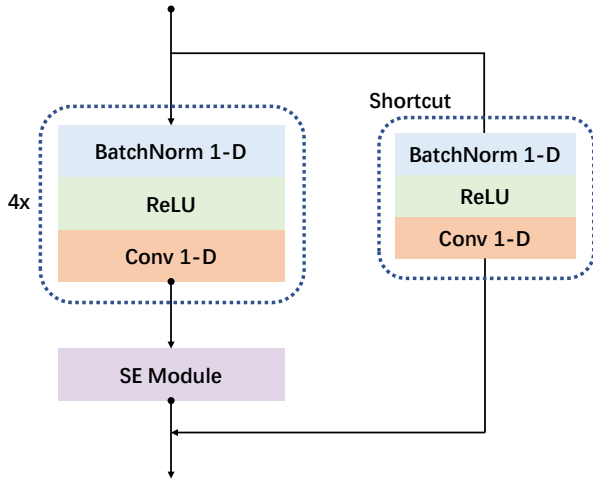 Shortcut
BatchNorm 1-D
ReLU
Conv 1-D
4x
BatchNorm 1-D
ReLU
Conv 1-D
SE Module